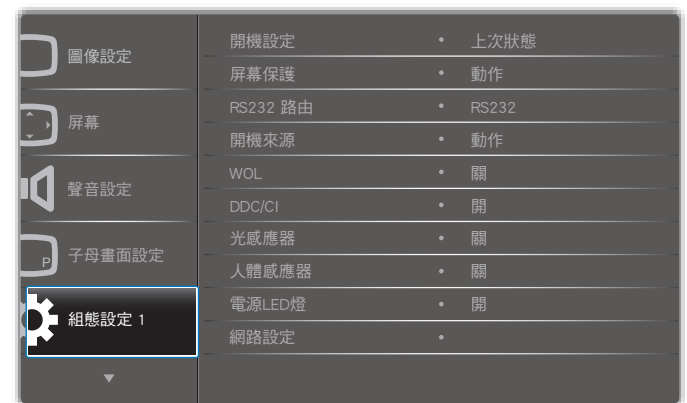 圖像設定
屏幕
聲音設定
子母畫面設定
P
組態設定 1
開機設定 • 上次狀態
屏幕保護 • 動作
RS232 路由 • RS232
開機來源 • 動作
WOL • 關
DDC/CI • 開
光感應器 • 關
人體感應器 • 關
電源LED燈 • 開
網路設定 •